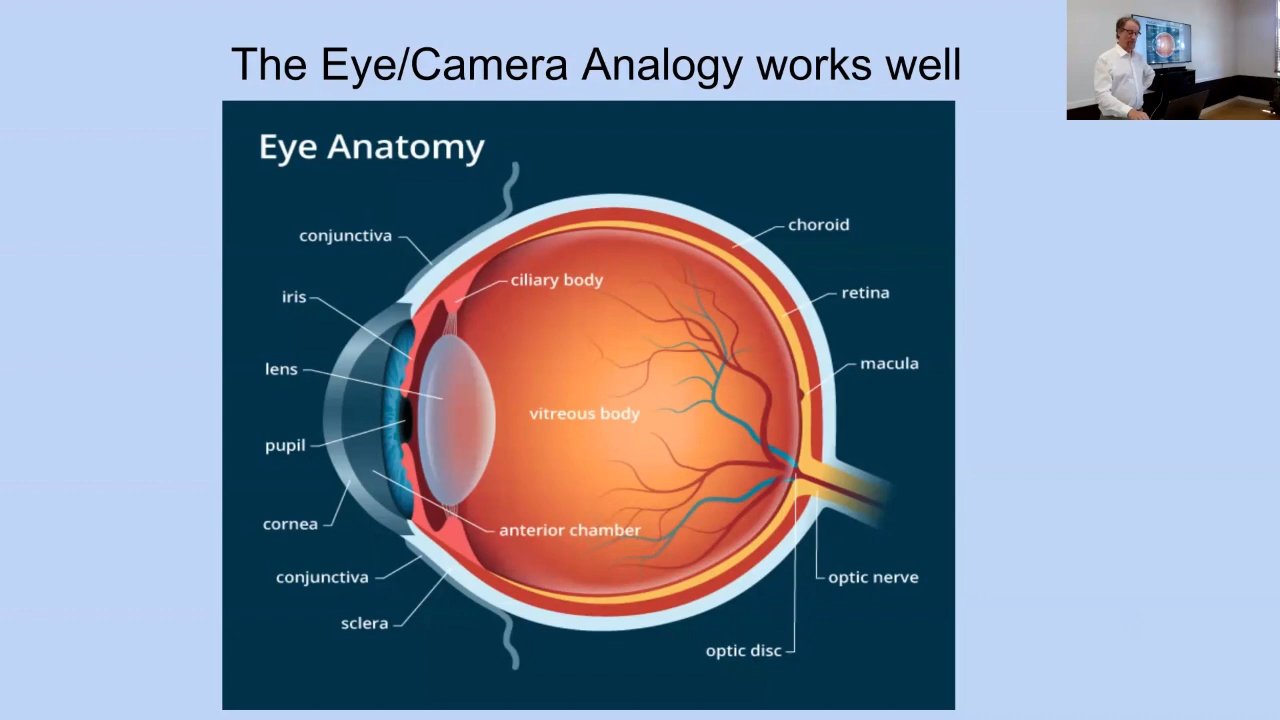 The Eye/Camera Analogy works well
Eye Anatomy
conjunctiva
choroid
iris
ciliary body
retina
lens
macula
vitreous body
pupil
cornea
anterior chamber
conjunctiva
optic nerve
sclera
optic disc